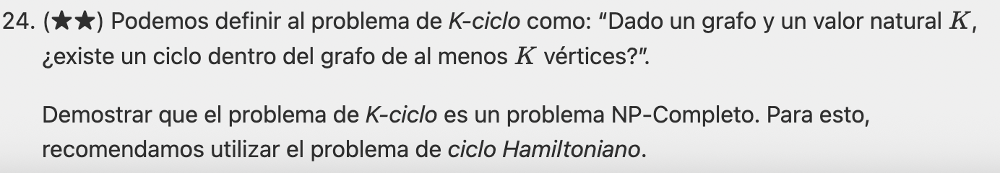 24. (★★) Podemos definir al problema de K-ciclo como: “Dado un grafo y un valor natural K,
¿existe un ciclo dentro del grafo de al menos K vértices?”.
Demostrar que el problema de K-ciclo es un problema NP-Completo. Para esto,
recomendamos utilizar el problema de ciclo Hamiltoniano.